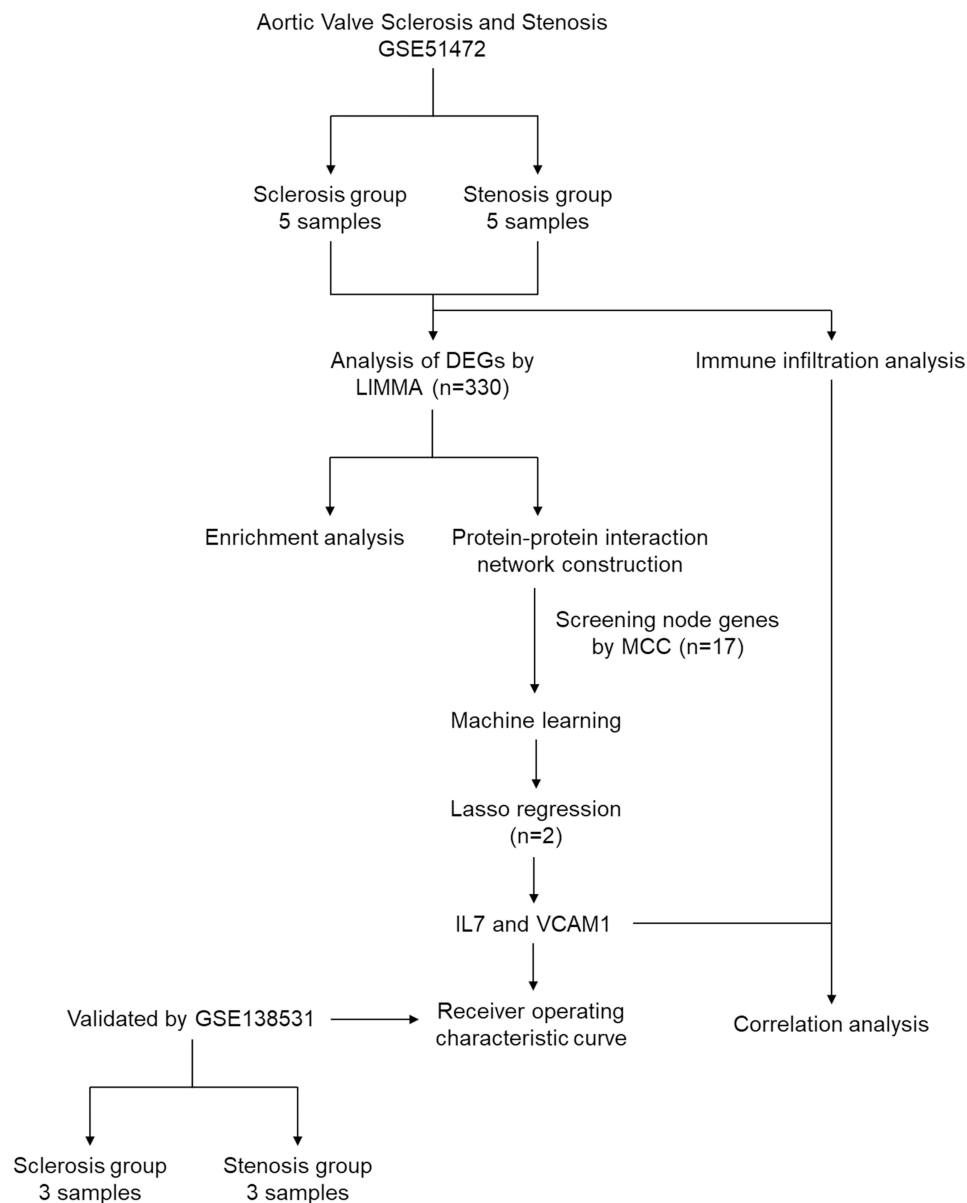 Aortic Valve Sclerosis and Stenosis
GSE51472
Sclerosis group
5 samples
Stenosis group
5 samples
Analysis of DEGs by
LIMMA (n=330)
Immune infiltration analysis
Enrichment analysis
Protein-protein interaction
network construction
Screening node genes
by MCC (n=17)
Machine learning
Lasso regression
(n=2)
IL7 and VCAM1
Validated by GSE138531
Receiver operating
characteristic curve
Correlation analysis
Sclerosis group
3 samples
Stenosis group
3 samples